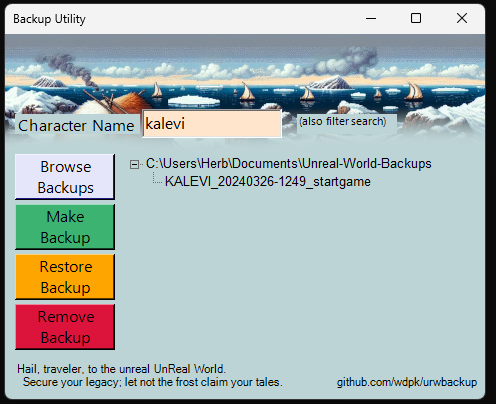 Backup Utility
Character Name
kalevi
(also filter search)
Browse
Backups
C:\Users\Herb\Documents\Unreal-World-Backups
KALEVI_20240326-1249_startgame
Make
Backup
Restore
Backup
Remove
Backup
Hail, traveler, to the unreal UnReal World.
Secure your legacy; let not the frost claim your tales.
github.com/wdpk/urwbackup